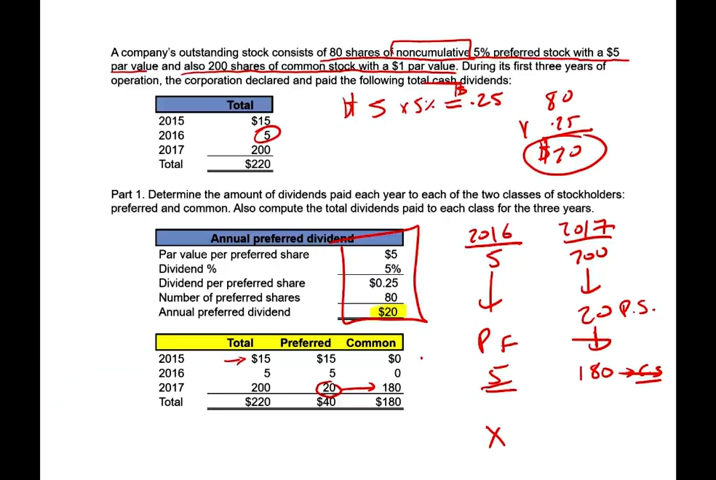 A company's outstanding stock consists of 80 shares of noncumulative 5% preferred stock with a $5
par value and also 200 shares of common stock with a $1 par value. During its first three years of
operation, the corporation declared and paid the following total cash dividends:
$ 5 x 5% = $.25
80
x .25
$20
Total
2015 $15
2016 5
2017 200
Total $220
Part 1. Determine the amount of dividends paid each year to each of the two classes of stockholders:
preferred and common. Also compute the total dividends paid to each class for the three years.
Annual preferred dividend
Par value per preferred share $5
Dividend % 5%
Dividend per preferred share $0.25
Number of preferred shares 80
Annual preferred dividend $20
Total Preferred Common
2015 $15 $15 $0
2016 5 5 0
2017 200 20 180
Total $220 $40 $180
2016
5
↓
PF
5
X
2017
200
↓
20 P.S.
↓
180 → CS